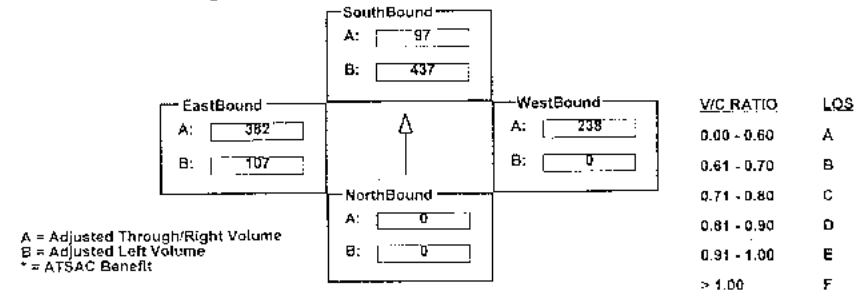 SouthBound
A: 97
B: 437
EastBound
A: 362
B: 107
WestBound
A: 238
B: 0
NorthBound
A: 0
B: 0
A = Adjusted Through/Right Volume
B = Adjusted Left Volume
* = ATSAC Benefit
V/C RATIO LOS
0.00 - 0.60 A
0.61 - 0.70 B
0.71 - 0.80 C
0.81 - 0.90 D
0.91 - 1.00 E
> 1.00 F